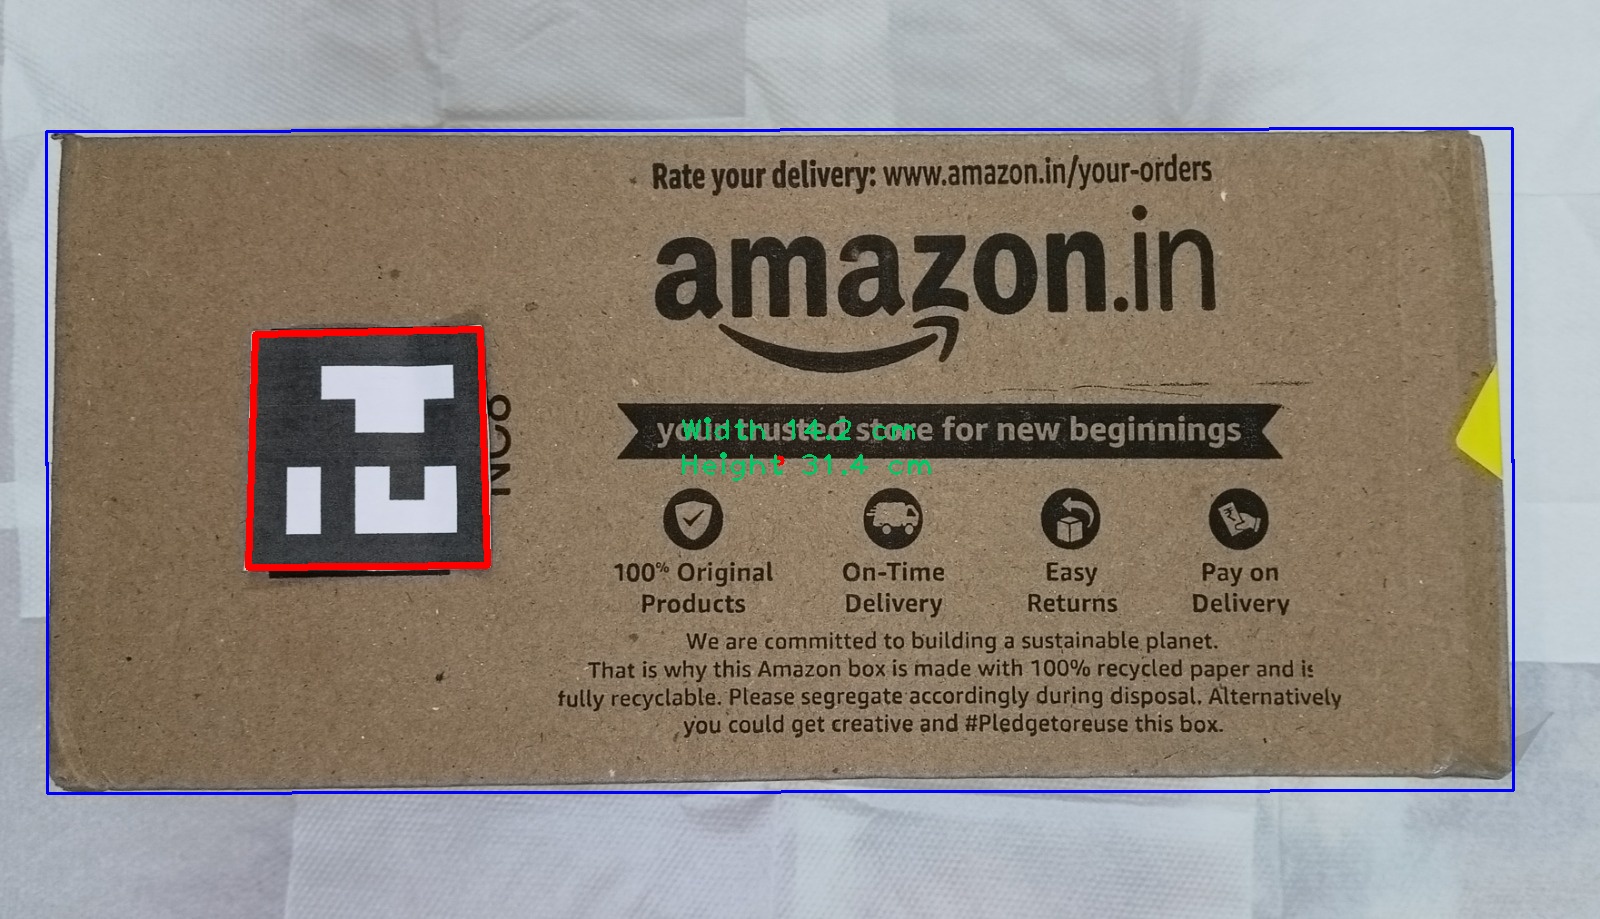 Rate your delivery: www.amazon.in/your-orders
amazon.in
NC8
your trusted store for new beginnings
Width 14.2 cm
Height 31.4 cm
100% Original Products
On-Time Delivery
Easy Returns
Pay on Delivery
We are committed to building a sustainable planet.
That is why this Amazon box is made with 100% recycled paper and is
fully recyclable. Please segregate accordingly during disposal. Alternatively
you could get creative and #Pledgetoreuse this box.